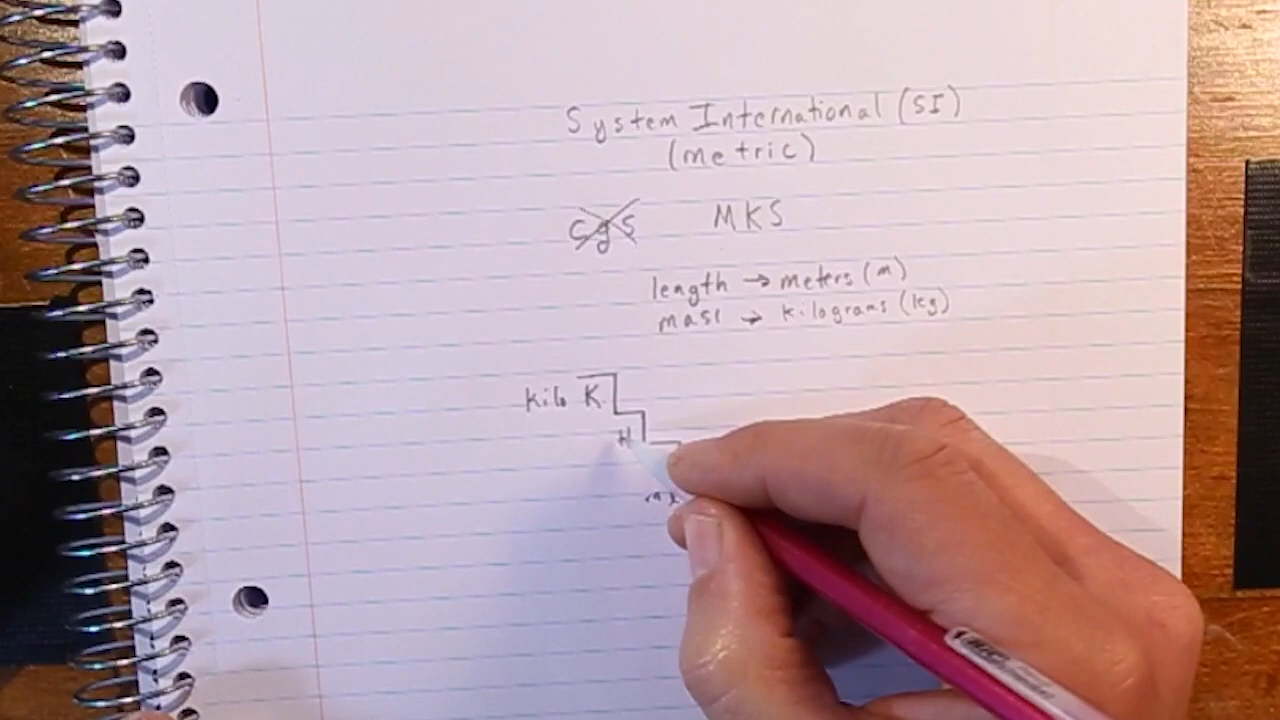 System International (SI)
(metric)
cgs MKS
length → meters (m)
mass → kilograms (kg)
kilo K
H